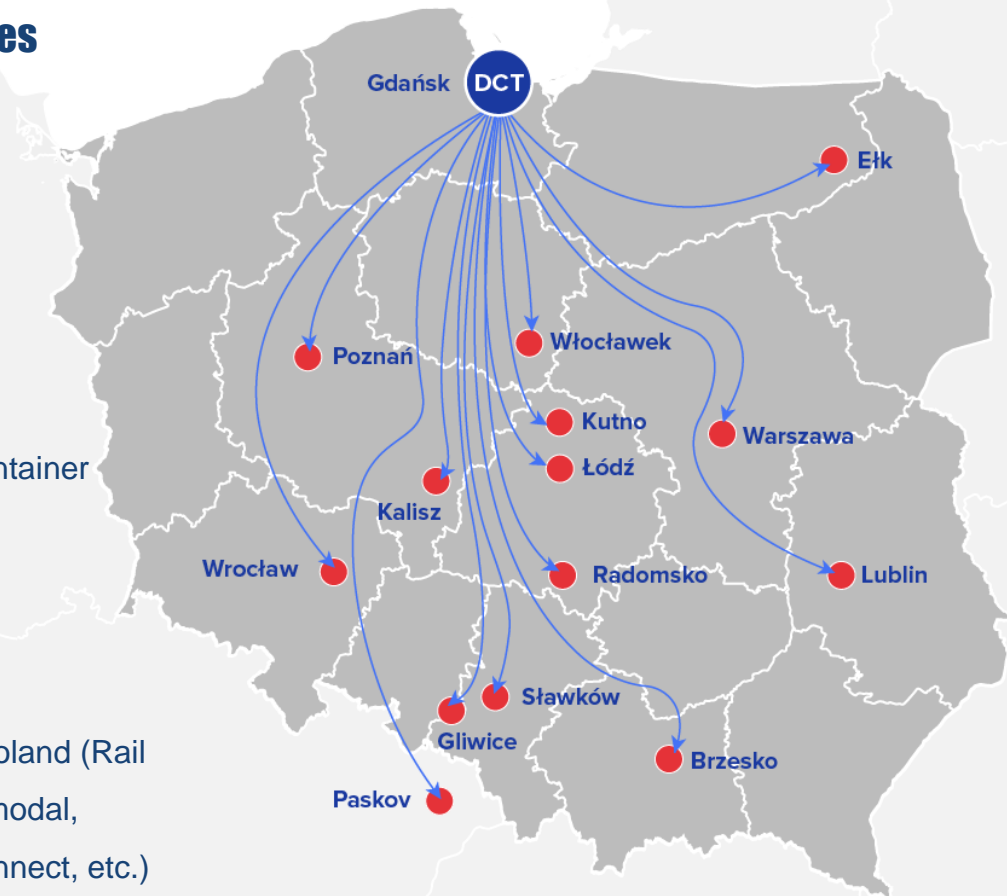 es
Gdańsk DCT
Ełk
Włocławek
Poznań
Kutno
Warszawa
ntainer
Łódź
Kalisz
Wrocław
Radomsko
Lublin
Sławków
Gliwice
oland (Rail
Brzesko
Paskov
nodal,
nnect, etc.)